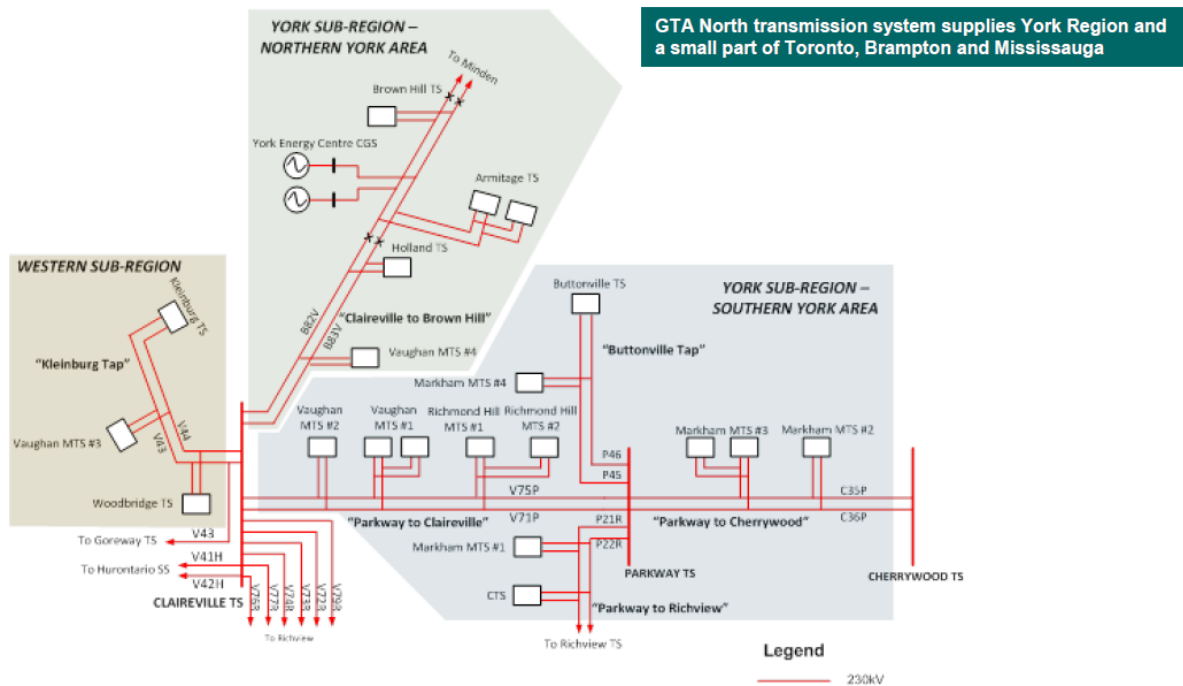 YORK SUB-REGION –
NORTHERN YORK AREA
GTA North transmission system supplies York Region and
a small part of Toronto, Brampton and Mississauga
To Minden
Brown Hill TS
York Energy Centre CGS
Armitage TS
Holland TS
WESTERN SUB-REGION
Kleinburg TS
"Kleinburg Tap"
Vaughan MTS #3
V44
V43
Woodbridge TS
B82V
B83V
"Claireville to Brown Hill"
Vaughan MTS #4
Buttonville TS
YORK SUB-REGION –
SOUTHERN YORK AREA
"Buttonville Tap"
Markham MTS #4
Vaughan
MTS #2
Vaughan
MTS #1
Richmond Hill
MTS #1
Richmond Hill
MTS #2
P46
P45
Markham MTS #3
Markham MTS #2
V75P
C35P
"Parkway to Claireville"
V71P
P21R
"Parkway to Cherrywood"
C36P
Markham MTS #1
P22R
PARKWAY TS
CHERRYWOOD TS
CTS
"Parkway to Richview"
To Richview TS
V43
To Goreway TS
V41H
To Hurontario SS
V42H
CLAIREVILLE TS
V76R
V77R
V74R
V73R
V72R
V79R
To Richview
Legend
230kV